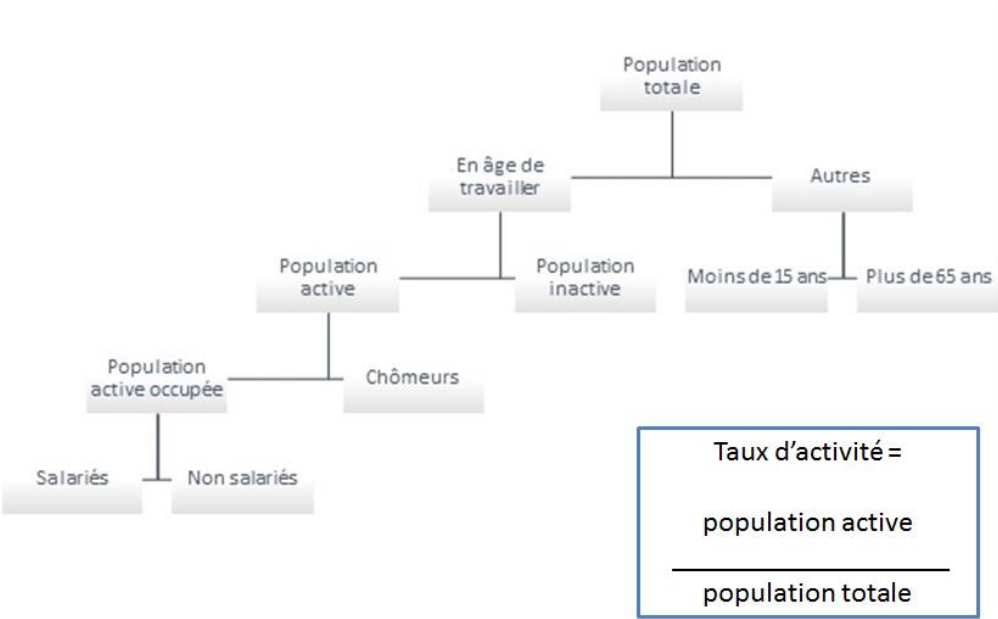 Population
totale
En âge de
travailler
Autres
Population
active
Population
inactive
Moins de 15 ans
Plus de 65 ans
Population
active occupée
Chômeurs
Salariés
Non salariés
Taux d’activité =
population active
population totale